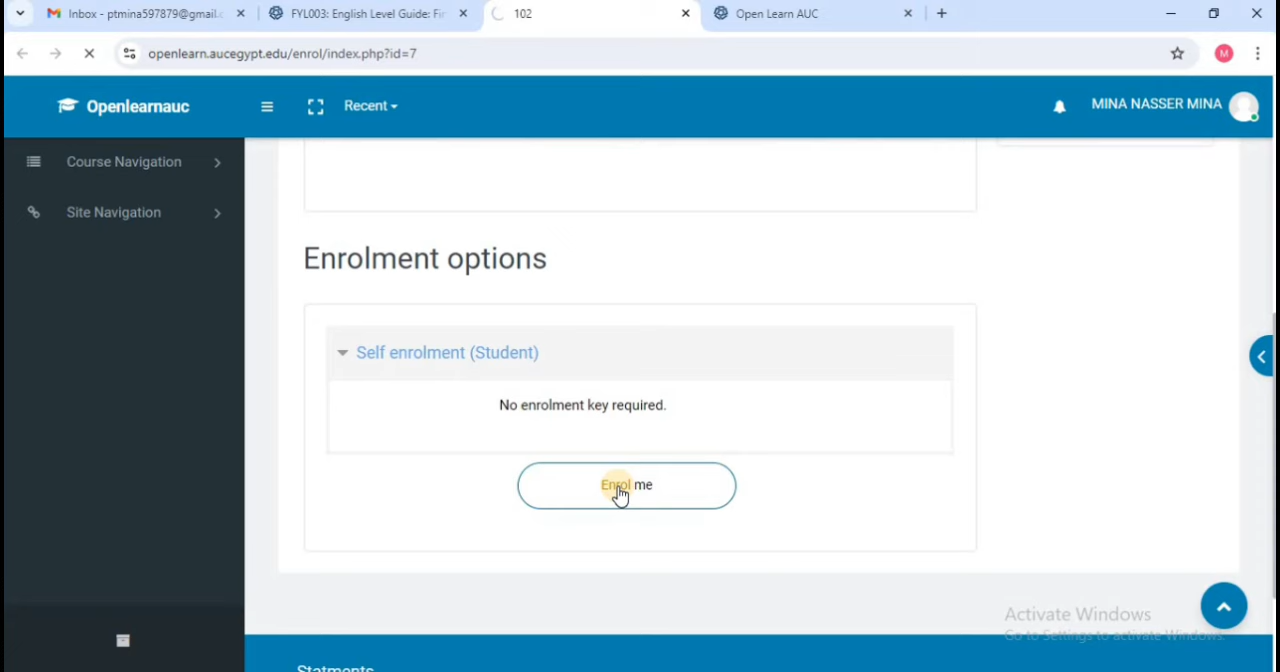 Inbox - ptmina597879@gmail.c
FYL003: English Level Guide: Fir
102
Open Learn AUC
openlearn.aucegypt.edu/enrol/index.php?id=7
M
Openlearnauc
Recent
MINA NASSER MINA
Course Navigation
Site Navigation
Enrolment options
Self enrolment (Student)
No enrolment key required.
Enrol me
Activate Windows
Go to Settings to activate Windows.
Statments